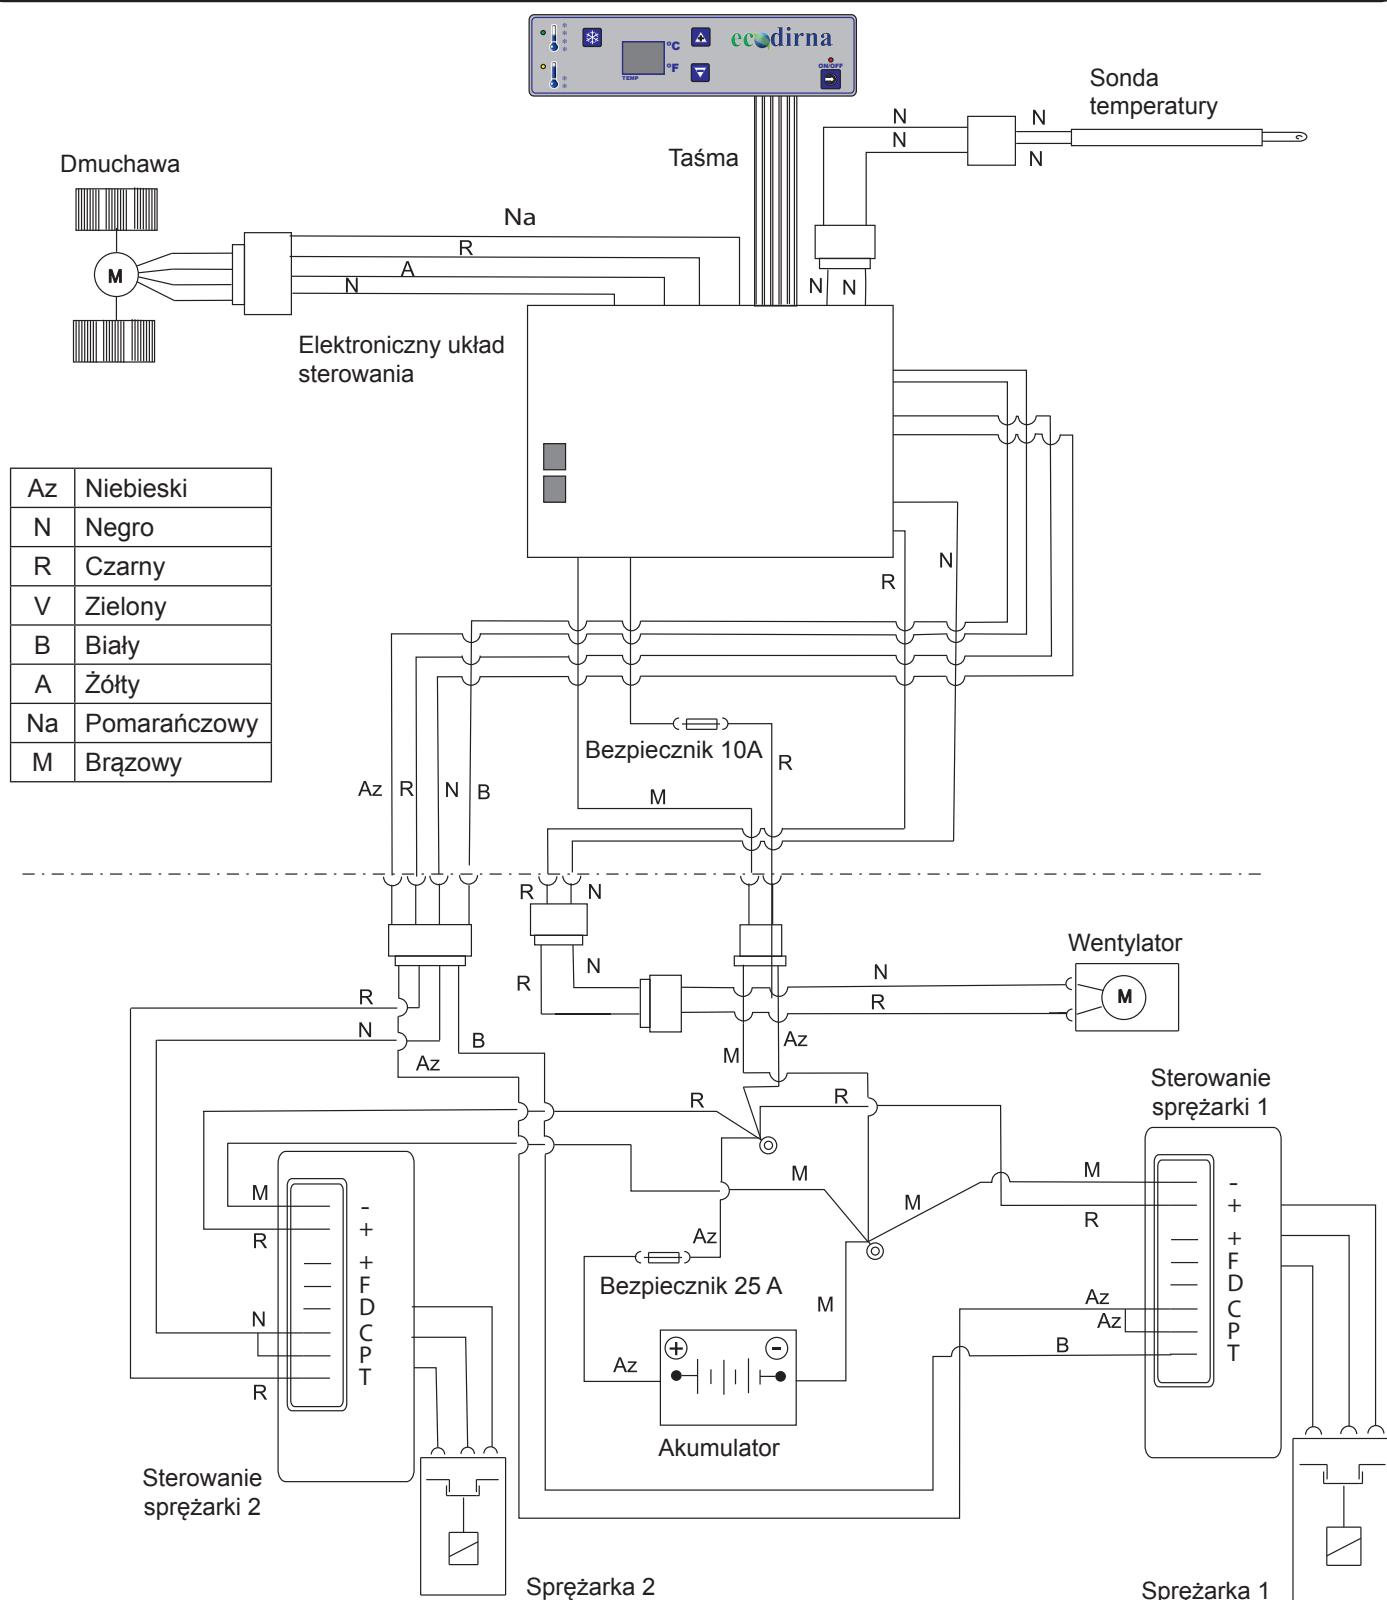 ecodirna
°C
°F
TEMP
ON/OFF
Sonda
temperatury
N
N
N
N
Taśma
Dmuchawa
Na
R
A
N
M
N N
Elektroniczny układ
sterowania
Az Niebieski
N Negro
R Czarny
V Zielony
B Biały
A Żółty
Na Pomarańczowy
M Brązowy
R
N
Bezpiecznik 10A
R
M
Az R N B
R N
Wentylator
M
N
R
R
N
R
N
Az
B
M
Az
Sterowanie
sprężarki 1
R
R
M
M
M
R
-
+
+
F
D
C
P
T
Az
Az
B
M
R
N
R
-
+
+
F
D
C
P
T
Az
Bezpiecznik 25 A
M
Az
+ -
Akumulator
Sterowanie
sprężarki 2
Sprężarka 2
Sprężarka 1